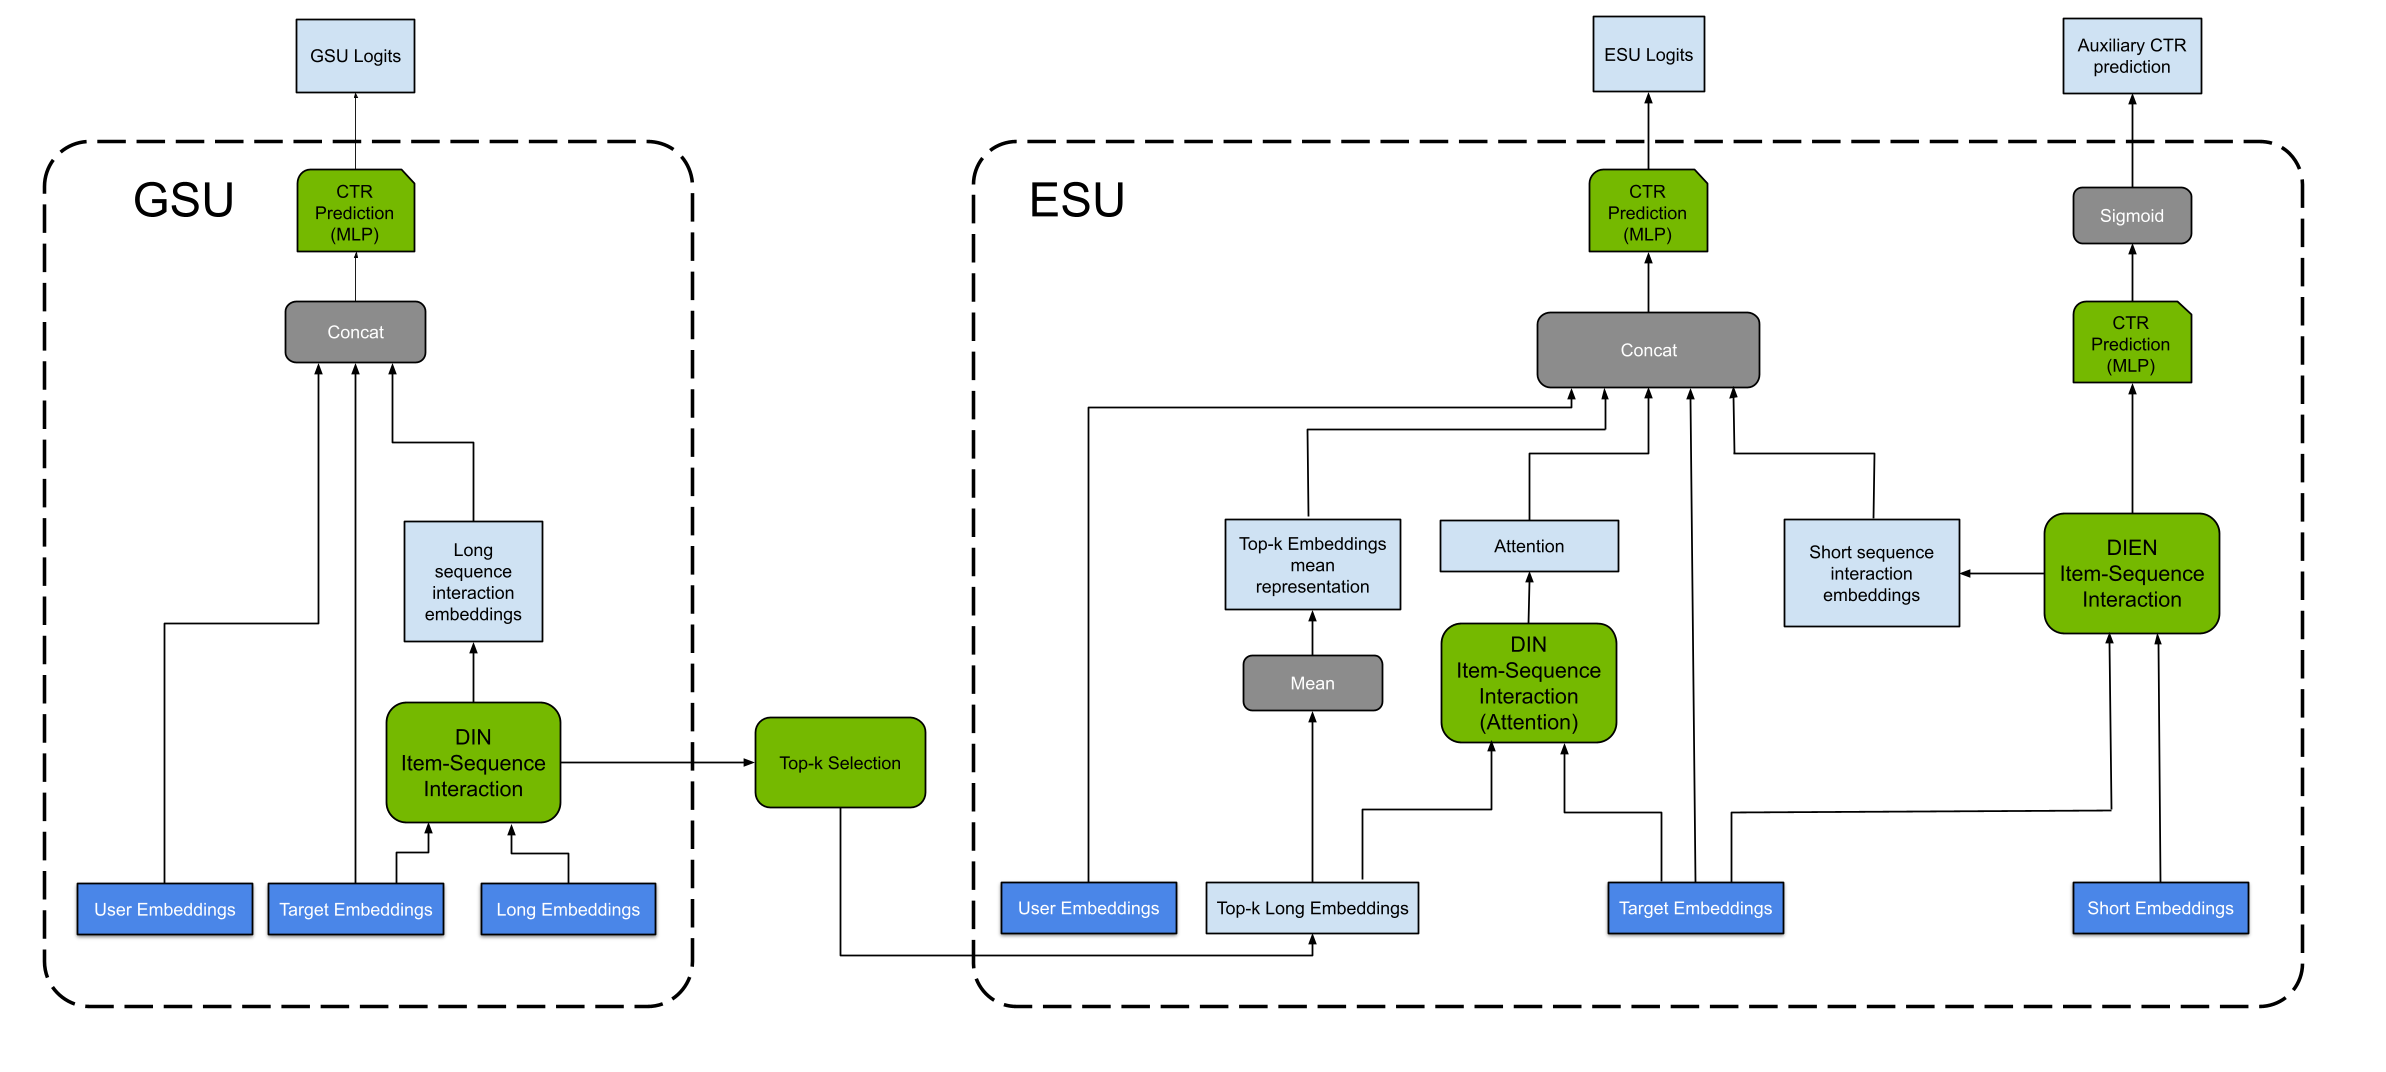 GSU Logits
ESU Logits
Auxiliary CTR
prediction
GSU
CTR
Prediction
(MLP)
Concat
Long
sequence
interaction
embeddings
DIN
Item-Sequence
Interaction
User Embeddings
Target Embeddings
Long Embeddings
Top-k Selection
ESU
CTR
Prediction
(MLP)
Sigmoid
CTR
Prediction
(MLP)
Concat
Top-k Embeddings
mean
representation
Attention
Short sequence
interaction
embeddings
DIEN
Item-Sequence
Interaction
Mean
DIN
Item-Sequence
Interaction
(Attention)
User Embeddings
Top-k Long Embeddings
Target Embeddings
Short Embeddings